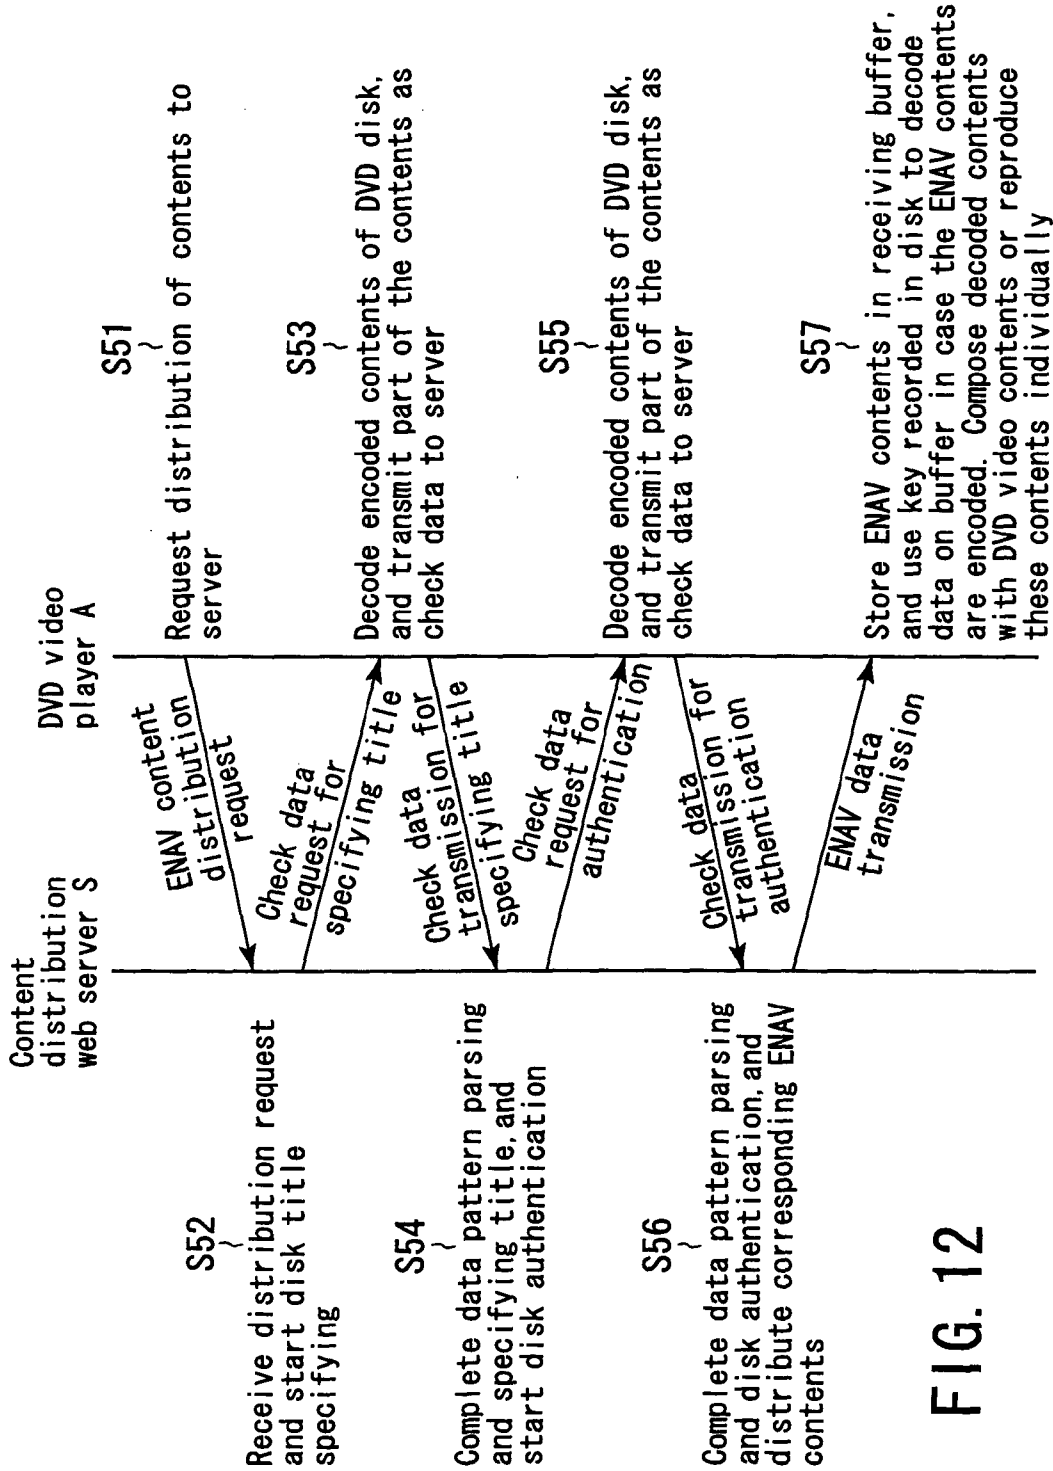 Content
distribution
web server S
DVD video
player A
S51
Request distribution of contents to
server
ENAV content
distribution
request
S52
Receive distribution request
and start disk title
specifying
Check data
request for
specifying title
S53
Decode encoded contents of DVD disk,
and transmit part of the contents as
check data to server
Check data for
transmission for
specifying title
S54
Complete data pattern parsing
and specifying title, and
start disk authentication
Check data
request for
authentication
S55
Decode encoded contents of DVD disk,
and transmit part of the contents as
check data to server
Check data
transmission for
authentication
S56
Complete data pattern parsing
and disk authentication, and
distribute corresponding ENAV
contents
ENAV data
transmission
S57
Store ENAV contents in receiving buffer,
and use key recorded in disk to decode
data on buffer in case the ENAV contents
are encoded. Compose decoded contents
with DVD video contents or reproduce
these contents individually
FIG. 12